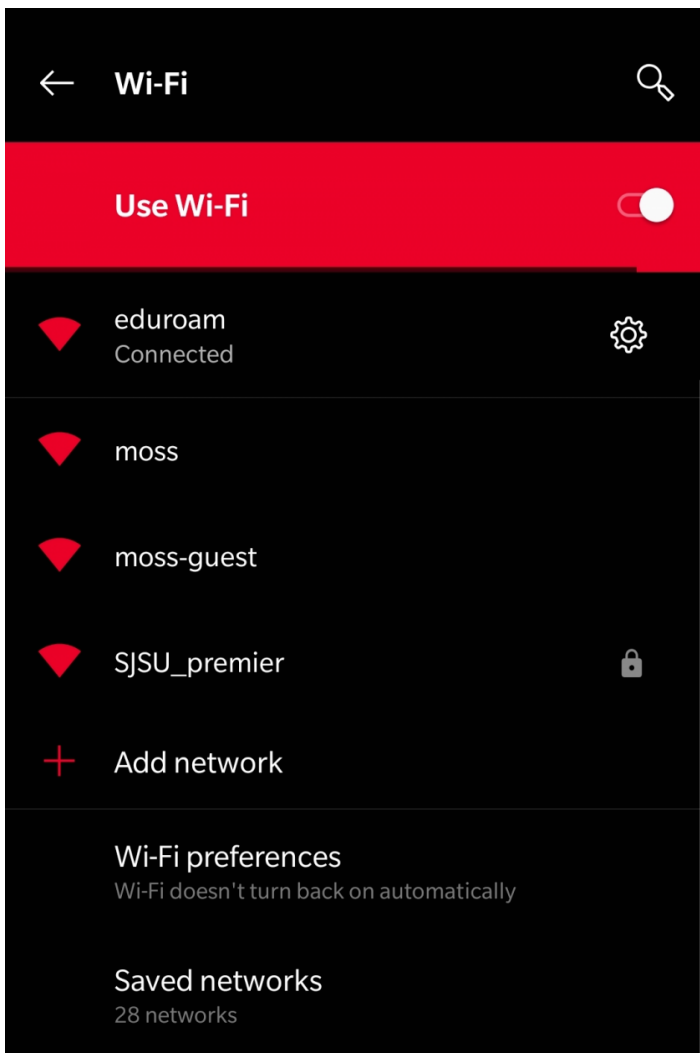 Wi-Fi
Use Wi-Fi
eduroam
Connected
moss
moss-guest
SJSU_premier
Add network
Wi-Fi preferences
Wi-Fi doesn't turn back on automatically
Saved networks
28 networks